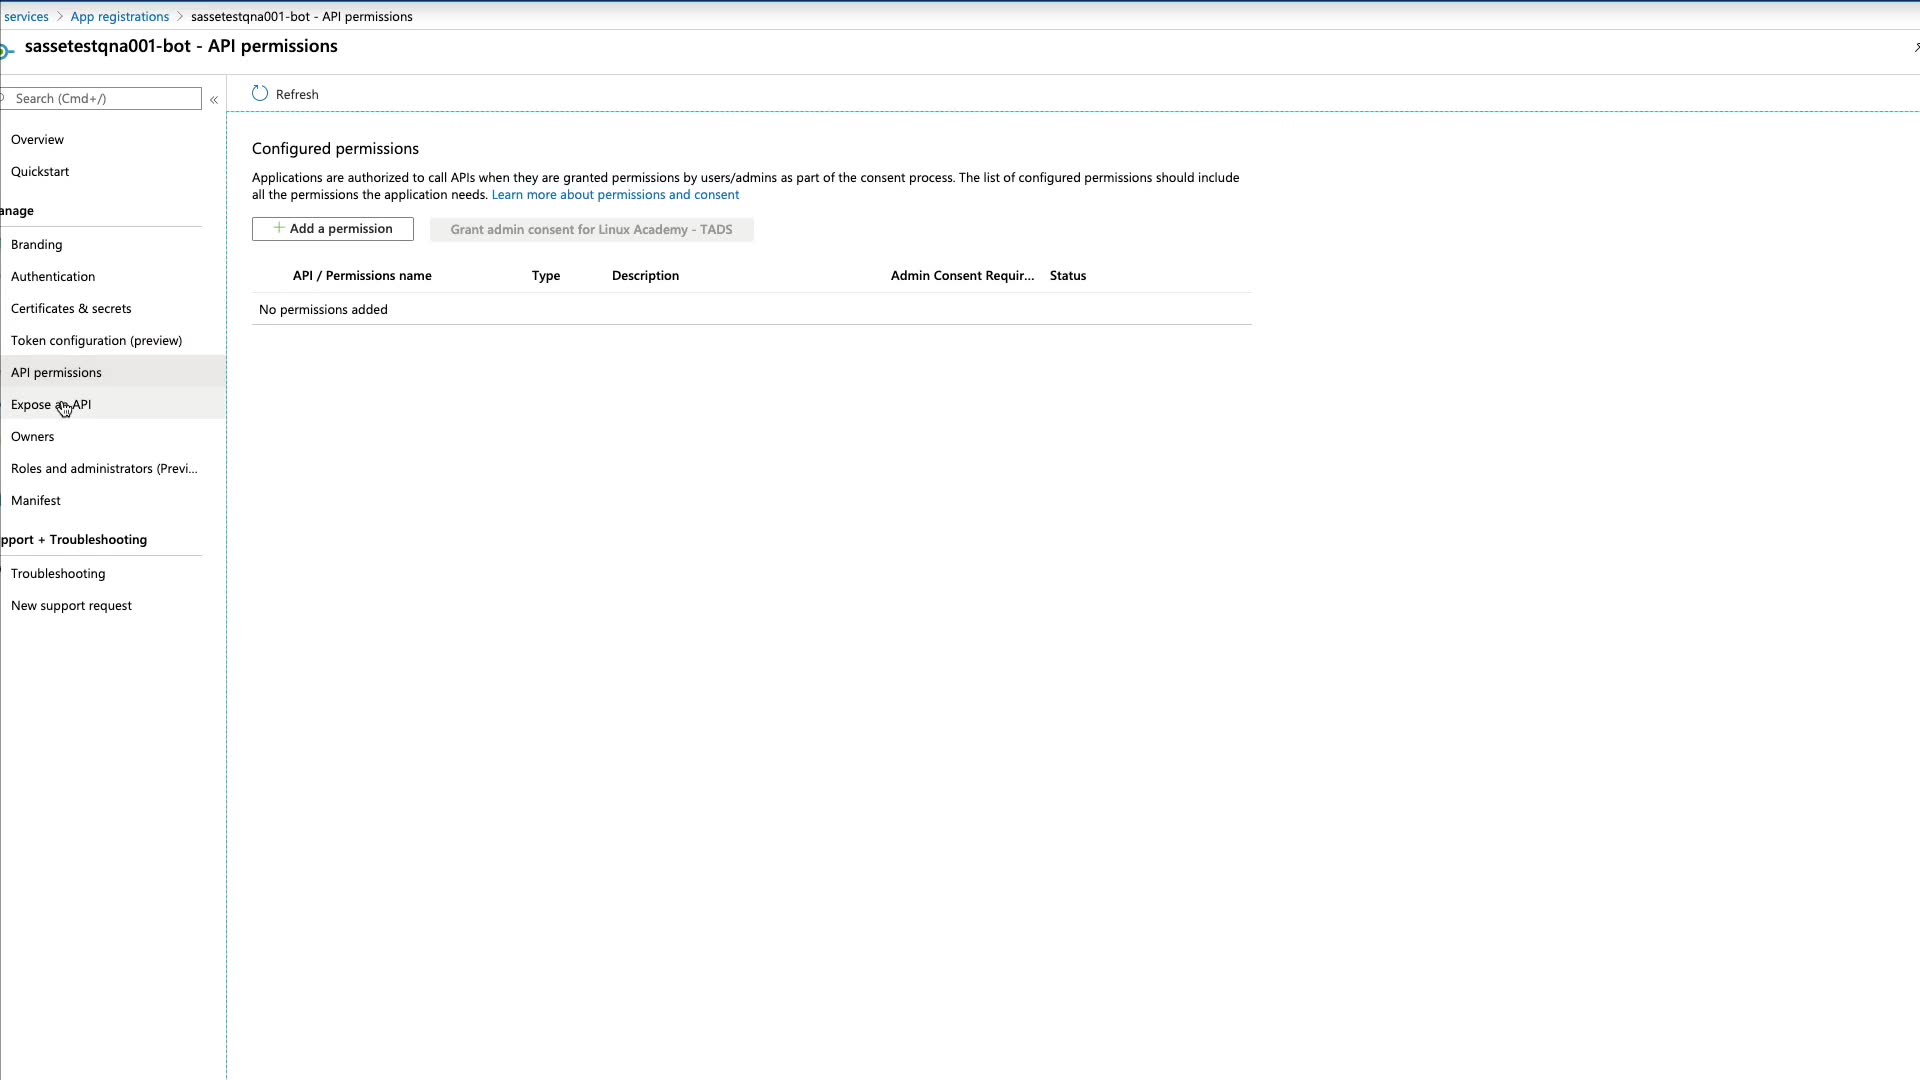 services > App registrations > sassetestqna001-bot - API permissions
sassetestqna001-bot - API permissions
Search (Cmd+/)
«
Refresh
Overview
Quickstart
anage
Branding
Authentication
Certificates & secrets
Token configuration (preview)
API permissions
Expose an API
Owners
Roles and administrators (Previ...
Manifest
pport + Troubleshooting
Troubleshooting
New support request
Configured permissions
Applications are authorized to call APIs when they are granted permissions by users/admins as part of the consent process. The list of configured permissions should include
all the permissions the application needs. Learn more about permissions and consent
+ Add a permission
Grant admin consent for Linux Academy - TADS
API / Permissions name Type Description Admin Consent Requir... Status
No permissions added